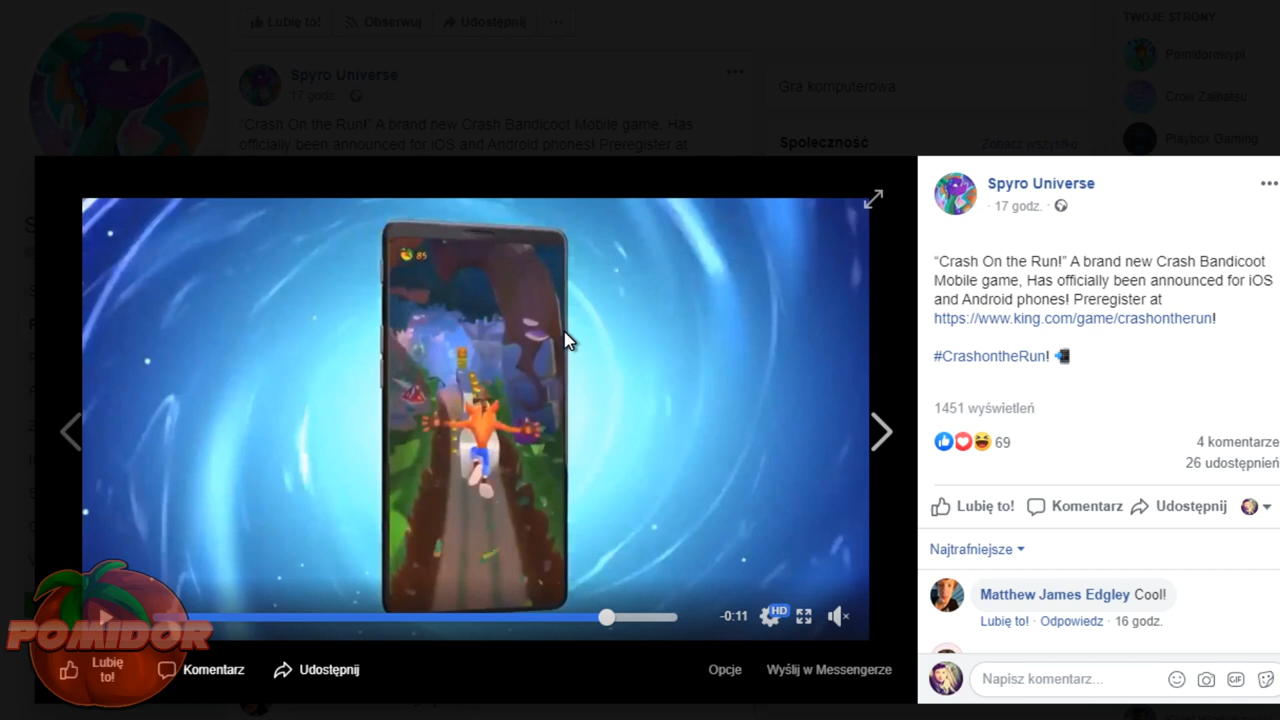 Lubię to!
Obserwuj
Udostępnij
...
TWOJE STRONY
Pomidorowypl
Playbox Gaming
Spyro Universe
17 godz.
Gra komputerowa
"Crash On the Run!" A brand new Crash Bandicoot Mobile game, Has
officially been announced for iOS and Android phones! Preregister at
Społeczność
Zobacz wszystko
85
-0:11
HD
POMIDOR
Lubię
to!
Komentarz
Udostępnij
Opcje
Wyślij w Messengerze
Spyro Universe
· 17 godz. ·
“Crash On the Run!” A brand new Crash Bandicoot
Mobile game, Has officially been announced for iOS
and Android phones! Preregister at
https://www.king.com/game/crashontherun!
#CrashontheRun!
1451 wyświetleń
69
4 komentarze
26 udostępnień
Lubię to!
Komentarz
Udostępnij
Najtrafniejsze
Matthew James Edgley Cool!
Lubię to! · Odpowiedz · 16 godz.
Napisz komentarz...
GIF